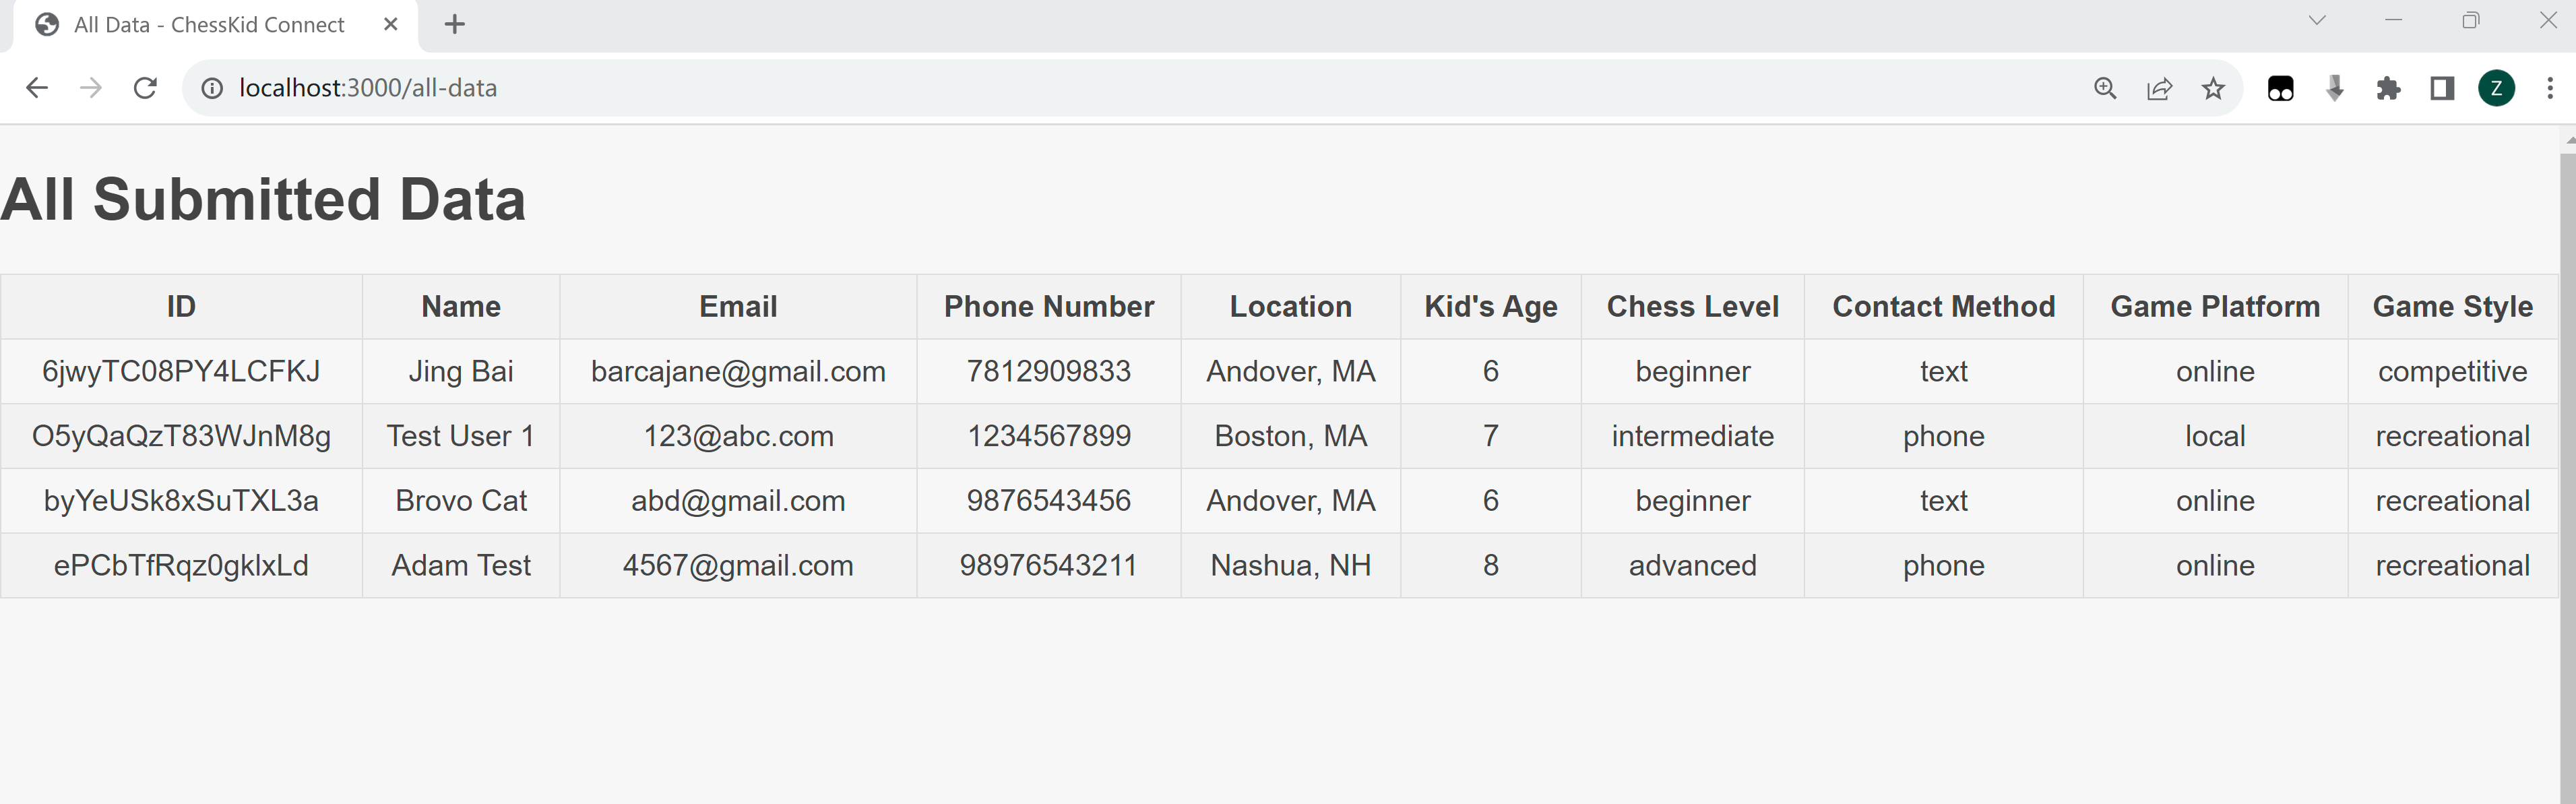 All Data - ChessKid Connect
localhost:3000/all-data
Z
All Submitted Data
ID Name Email Phone Number Location Kid's Age Chess Level Contact Method Game Platform Game Style
6jwyTC08PY4LCFKJ Jing Bai barcajane@gmail.com 7812909833 Andover, MA 6 beginner text online competitive
O5yQaQzT83WJnM8g Test User 1 123@abc.com 1234567899 Boston, MA 7 intermediate phone local recreational
byYeUSk8xSuTXL3a Brovo Cat abd@gmail.com 9876543456 Andover, MA 6 beginner text online recreational
ePCbTfRqz0gklxLd Adam Test 4567@gmail.com 98976543211 Nashua, NH 8 advanced phone online recreational